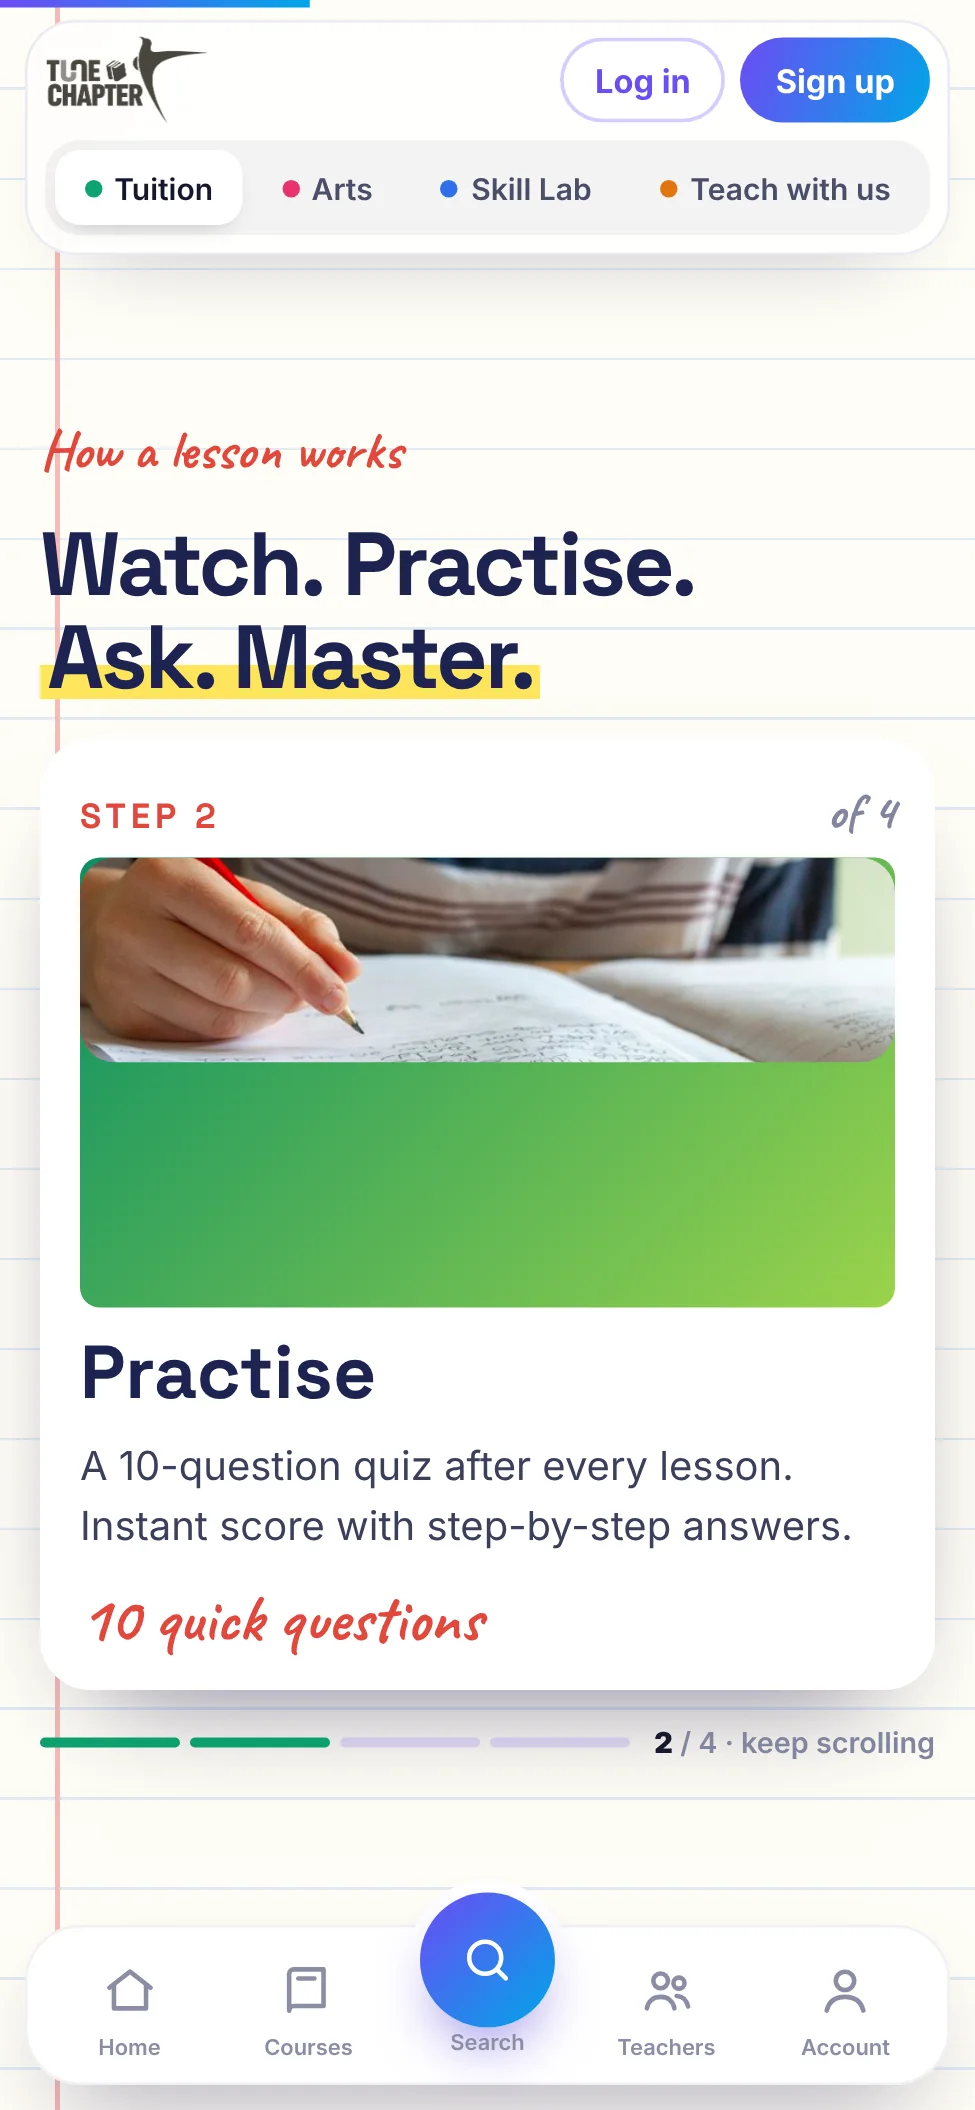 TUNE
CHAPTER
Log in
Sign up
Tuition
Arts
Skill Lab
Teach with us
How a lesson works
Watch. Practise.
Ask. Master.
STEP 2
of 4
Practise
A 10-question quiz after every lesson.
Instant score with step-by-step answers.
10 quick questions
2 / 4 · keep scrolling
Home
Courses
Search
Teachers
Account